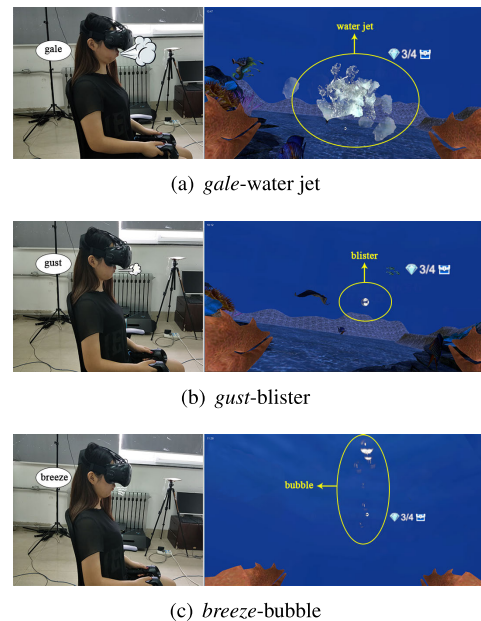 gale
water jet
3/4
(a) gale-water jet
gust
blister
3/4
(b) gust-blister
breeze
bubble
3/4
(c) breeze-bubble